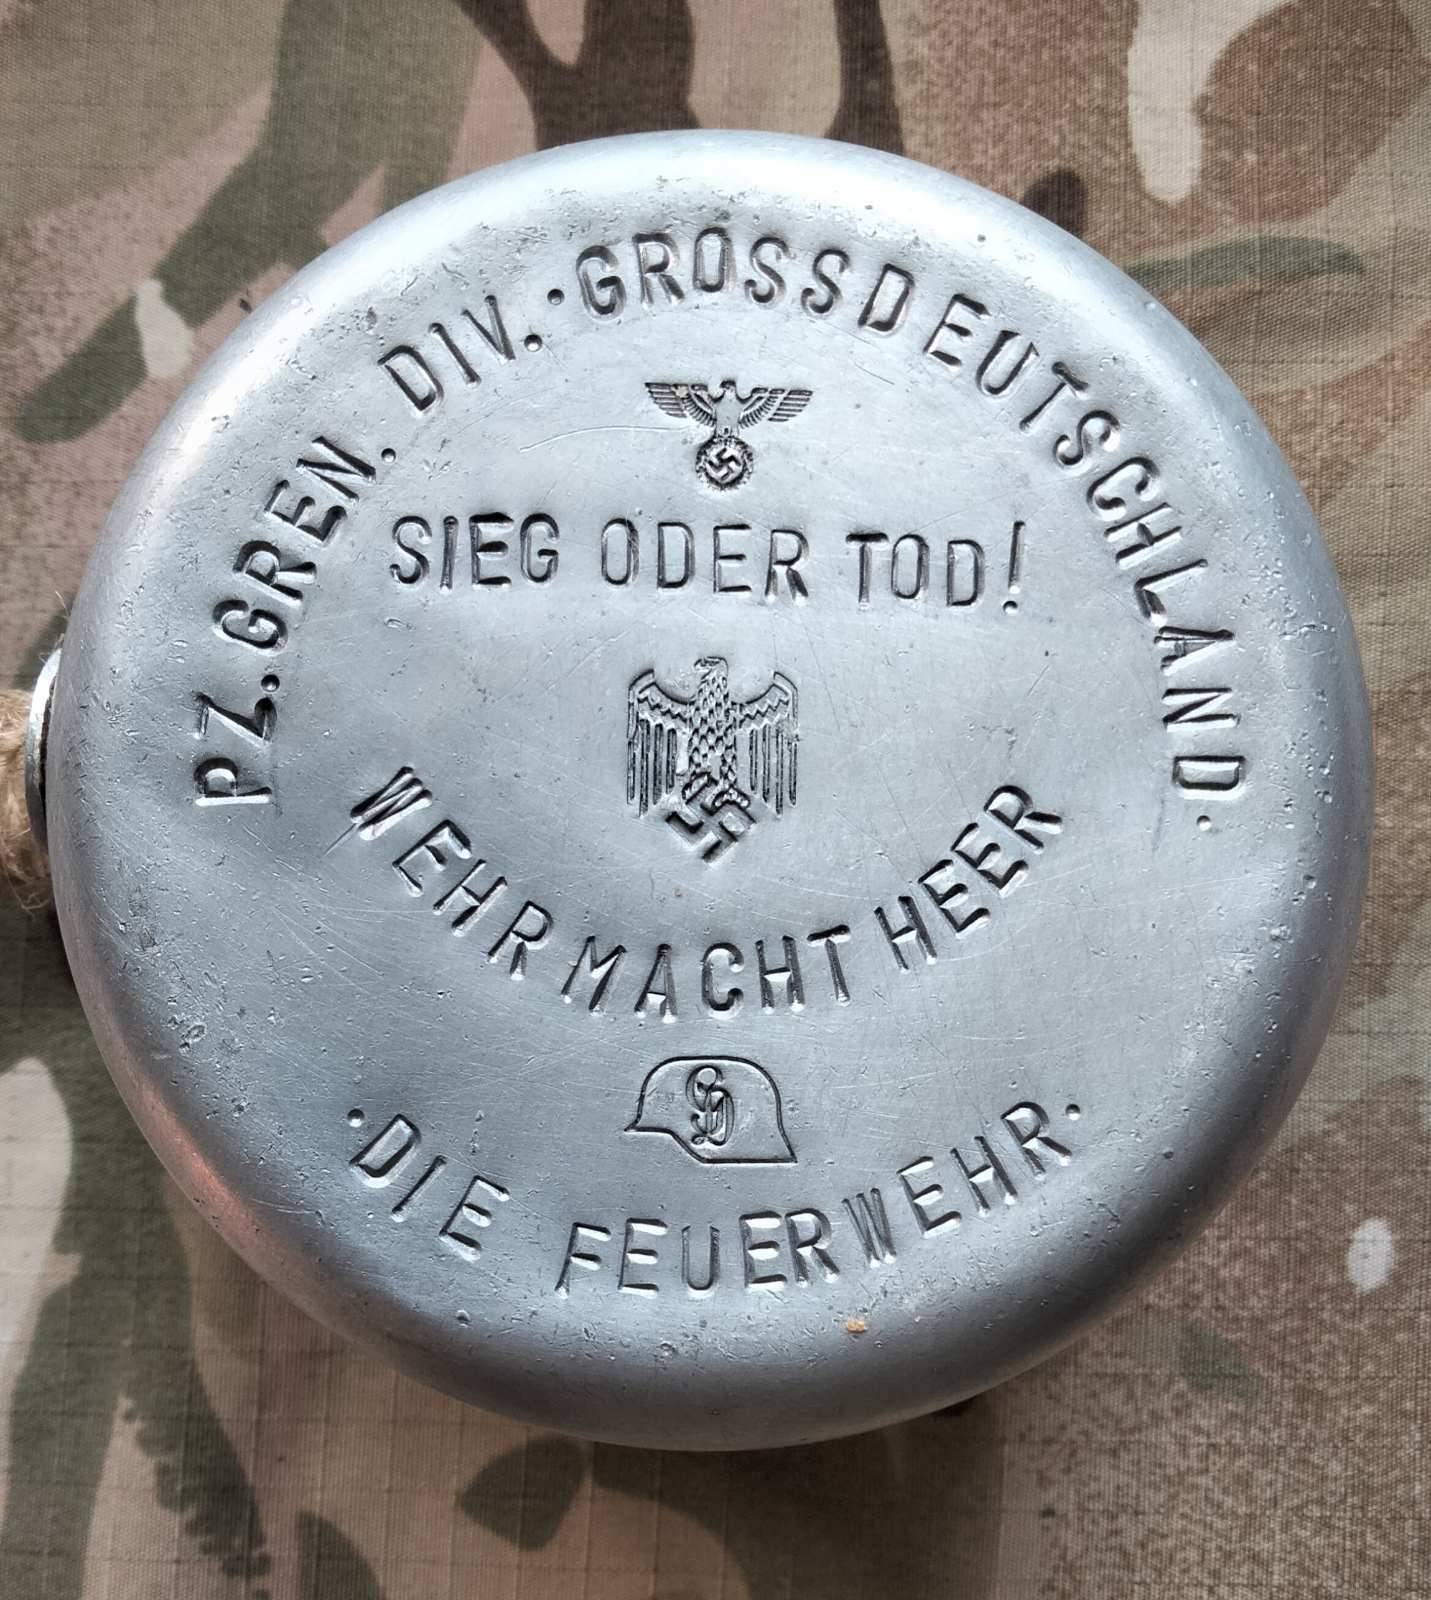 PZ.GREN. DIV. ·GROSSDEUTSCHLAND·
SIEG ODER TOD!
WEHRMACHT HEER
GD
·DIE FEUERWEHR·